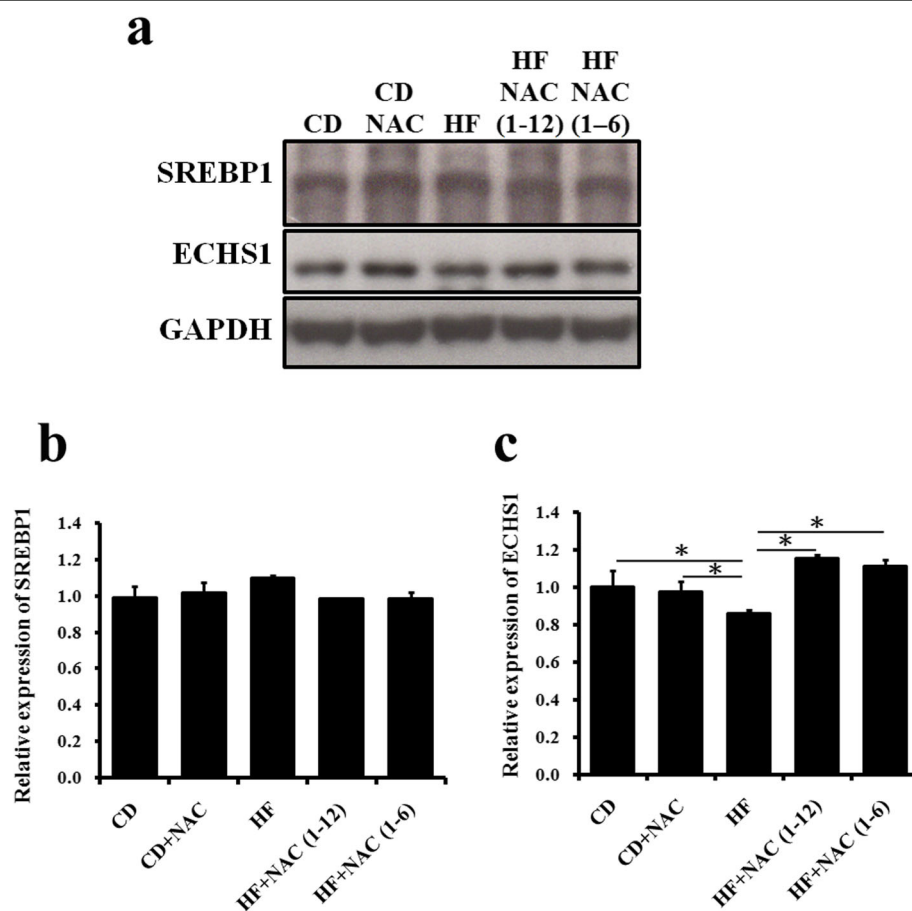 a
HF HF
CD NAC NAC
CD NAC HF (1-12) (1–6)
SREBP1
ECHS1
GAPDH
b
Relative expression of SREBP1
1.4
1.2
1.0
0.8
0.6
0.4
0.2
0.0
CD
CD+NAC
HF
HF+NAC (1-12)
HF+NAC (1-6)
c
Relative expression of ECHS1
1.4
1.2
1.0
0.8
0.6
0.4
0.2
0.0
*
*
*
*
CD
CD+NAC
HF
HF+NAC (1-12)
HF+NAC (1-6)